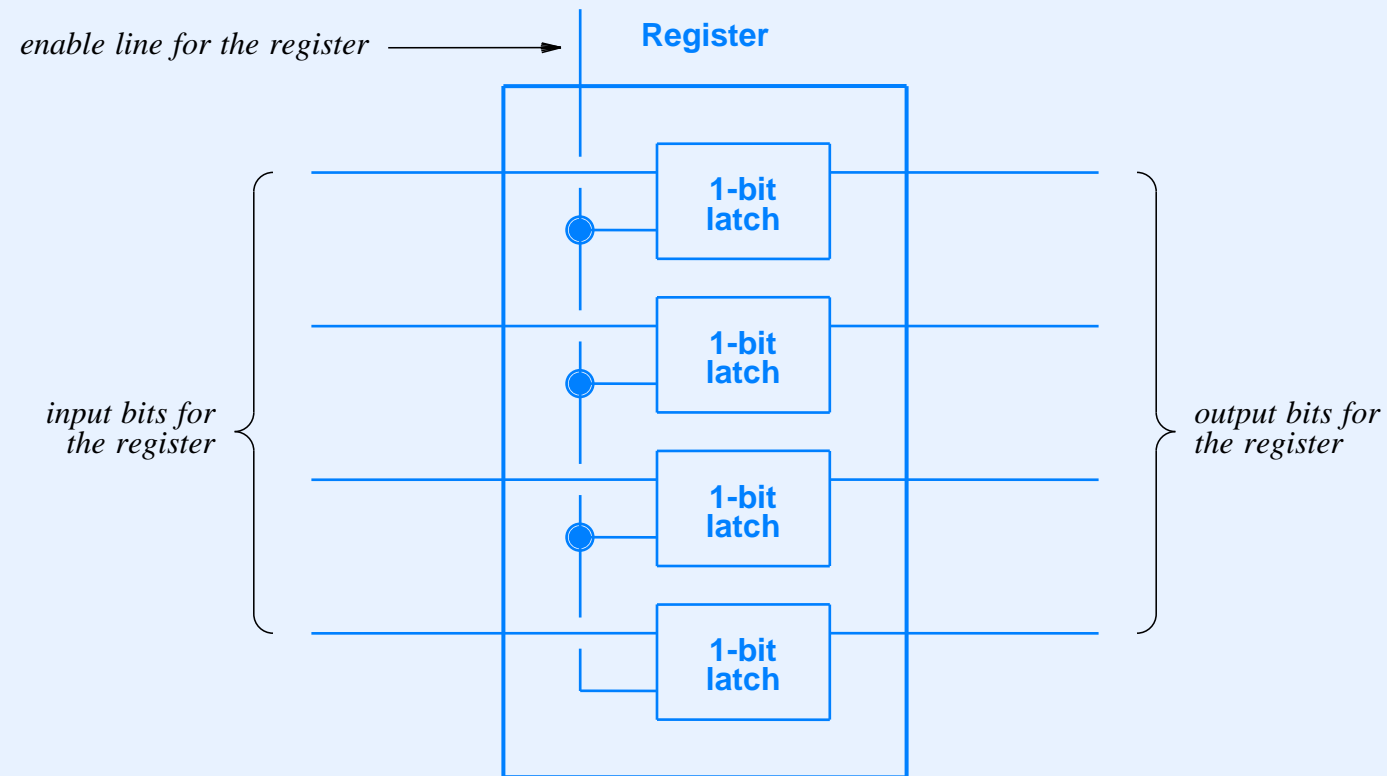 Register
enable line for the register
1-bit
latch
1-bit
latch
input bits for
the register
output bits for
the register
1-bit
latch
1-bit
latch